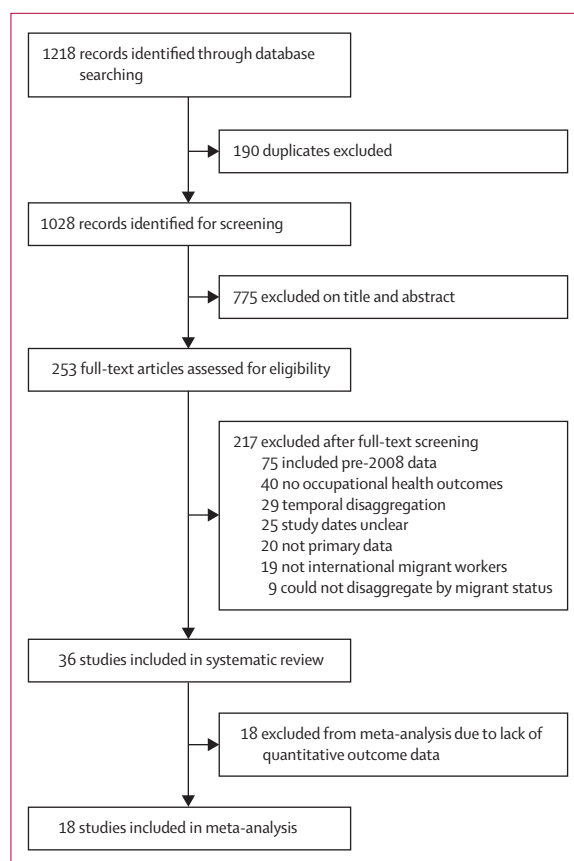 1218 records identified through database
searching
190 duplicates excluded
1028 records identified for screening
775 excluded on title and abstract
253 full-text articles assessed for eligibility
217 excluded after full-text screening
75 included pre-2008 data
40 no occupational health outcomes
29 temporal disaggregation
25 study dates unclear
20 not primary data
19 not international migrant workers
9 could not disaggregate by migrant status
36 studies included in systematic review
18 excluded from meta-analysis due to lack of
quantitative outcome data
18 studies included in meta-analysis